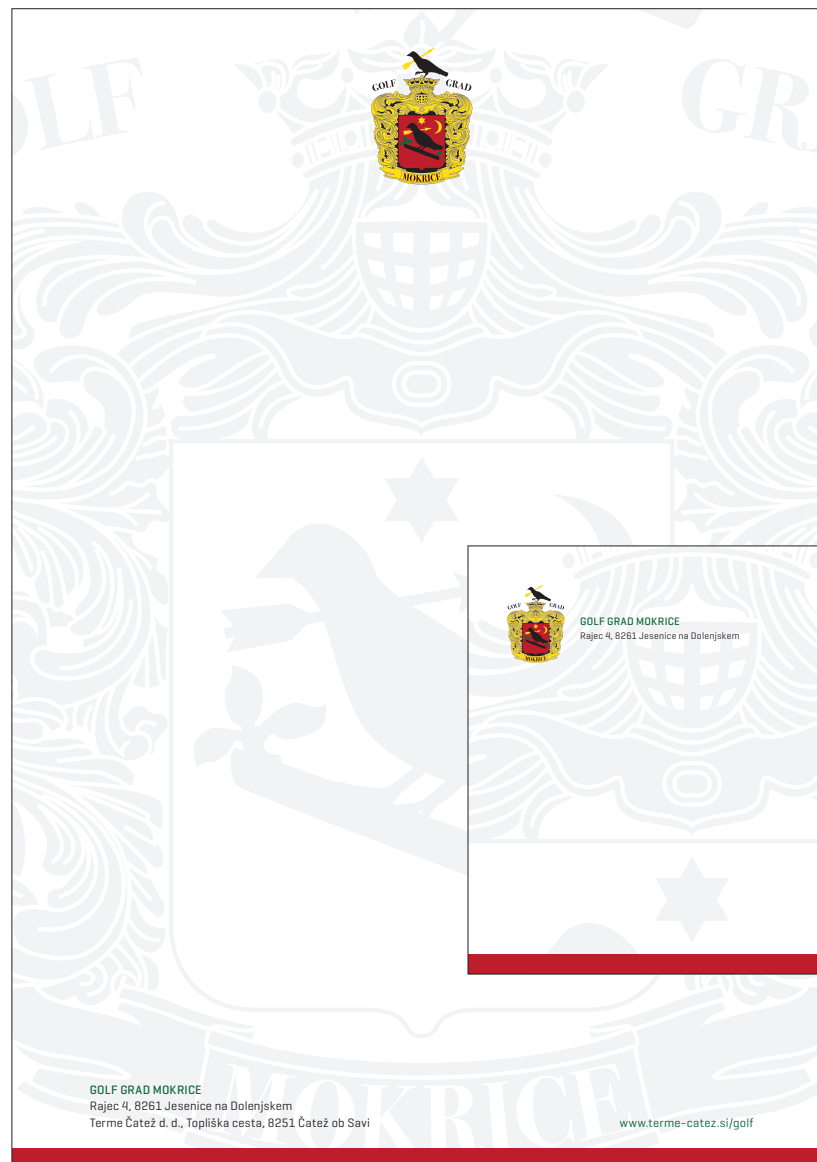 OLF GRA
GOLF GRAD
MOKRICE
GOLF GRAD
MOKRICE
GOLF GRAD MOKRICE
Rajec 4, 8261 Jesenice na Dolenjskem
MOKRICE
GOLF GRAD MOKRICE
Rajec 4, 8261 Jesenice na Dolenjskem
Terme Čatež d. d., Topliška cesta, 8251 Čatež ob Savi
www.terme-catez.si/golf